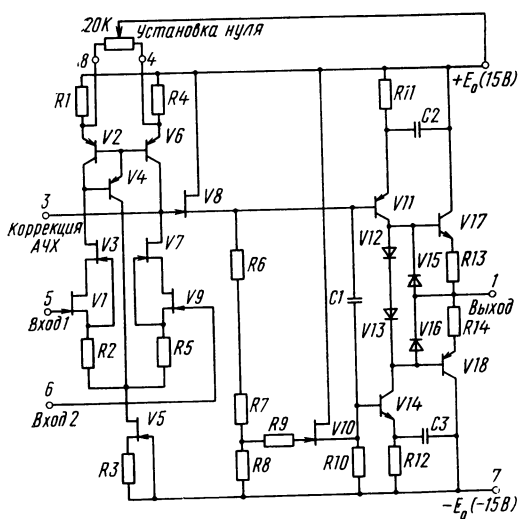 20K Установка нуля
8 4
+E₀ (15В)
R1 R4 Ri1 C2
V2 V6
V4
3 V8 V11 V17
Коррекция АЧХ
V3 V7 R6 V12 V15 R13
1
5 V1 V9 C1 Выход
Вход 1 V13 V16 R14
R2 R5
6 V18
Вход 2 V5 R7 R9 V10 V14
C3
R3 R8 R10 R12 7
−E₀ (−15В)